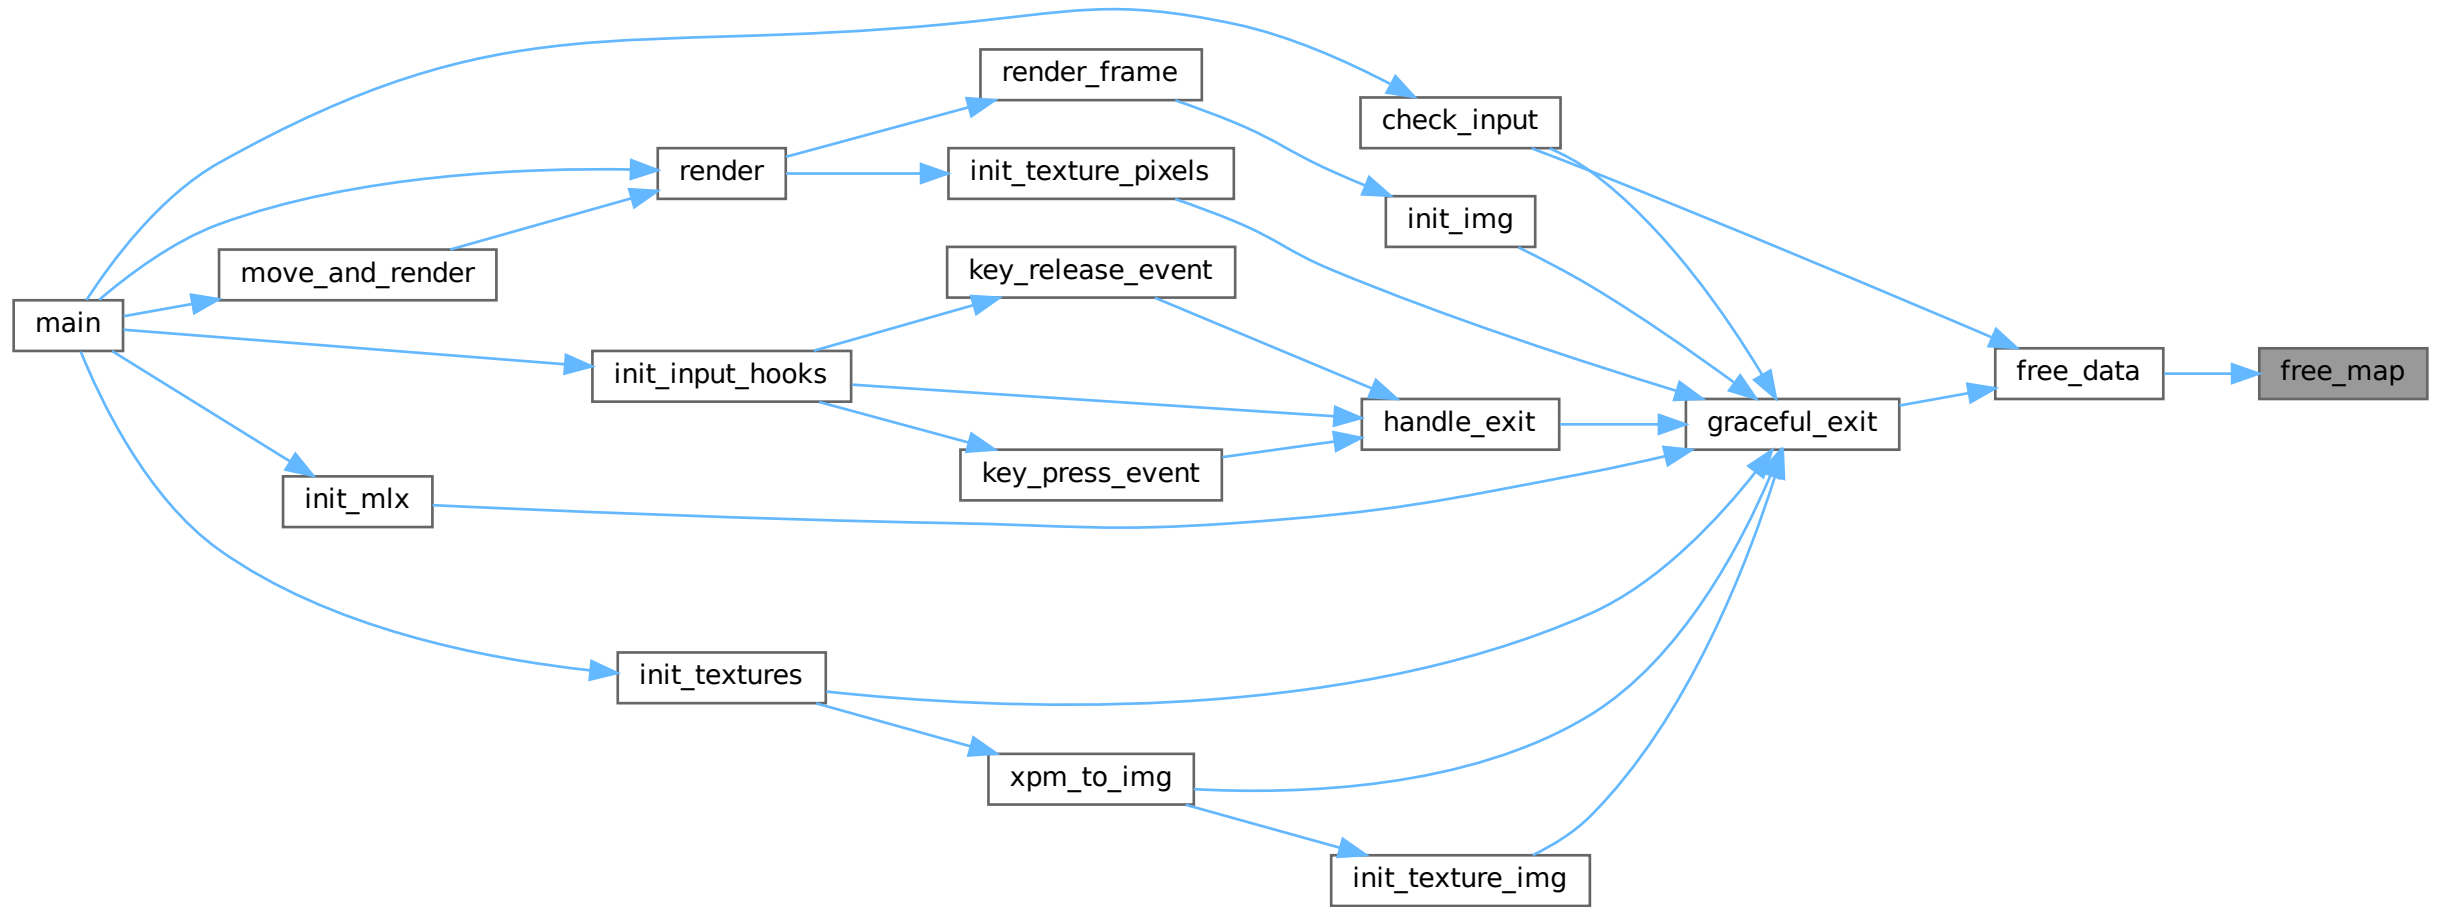 render_frame
check_input
render
init_texture_pixels
init_img
move_and_render
key_release_event
main
init_input_hooks
free_data
free_map
handle_exit
graceful_exit
key_press_event
init_mlx
init_textures
xpm_to_img
init_texture_img